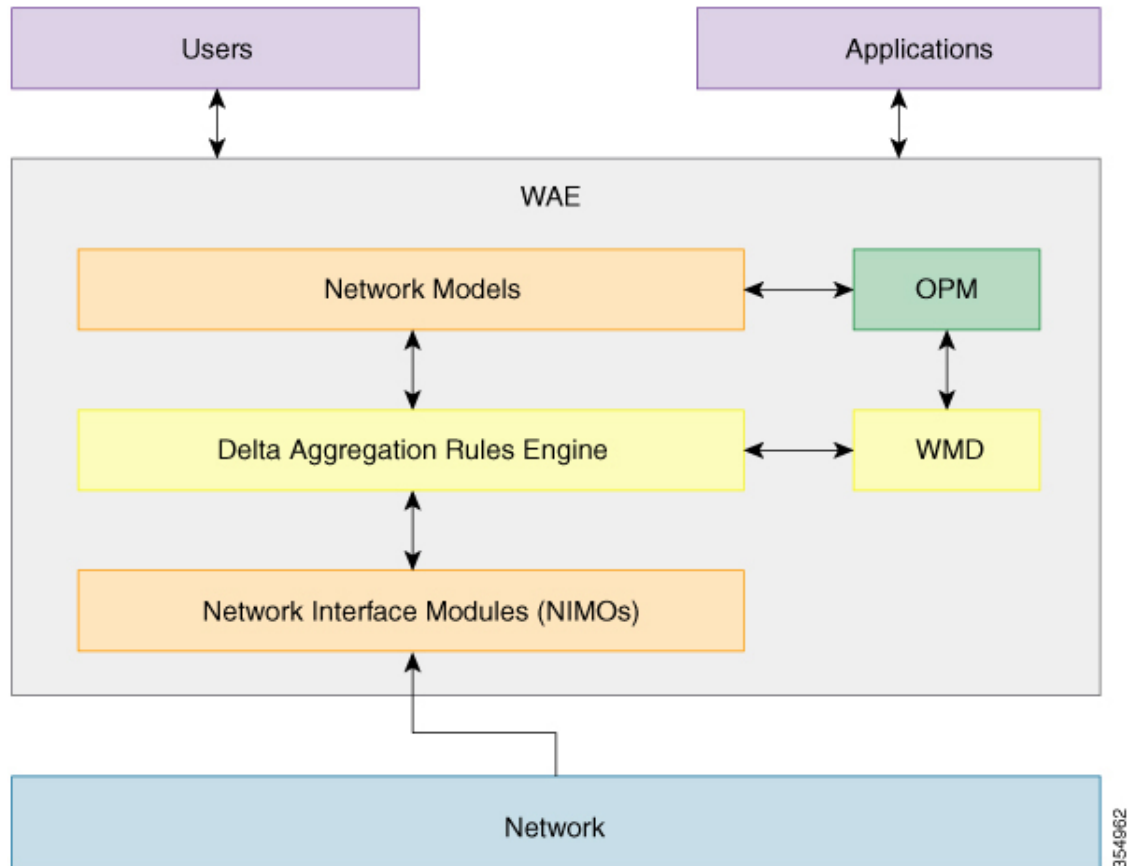 Users
Applications
WAE
Network Models
OPM
Delta Aggregation Rules Engine
WMD
Network Interface Modules (NIMOs)
Network
354962